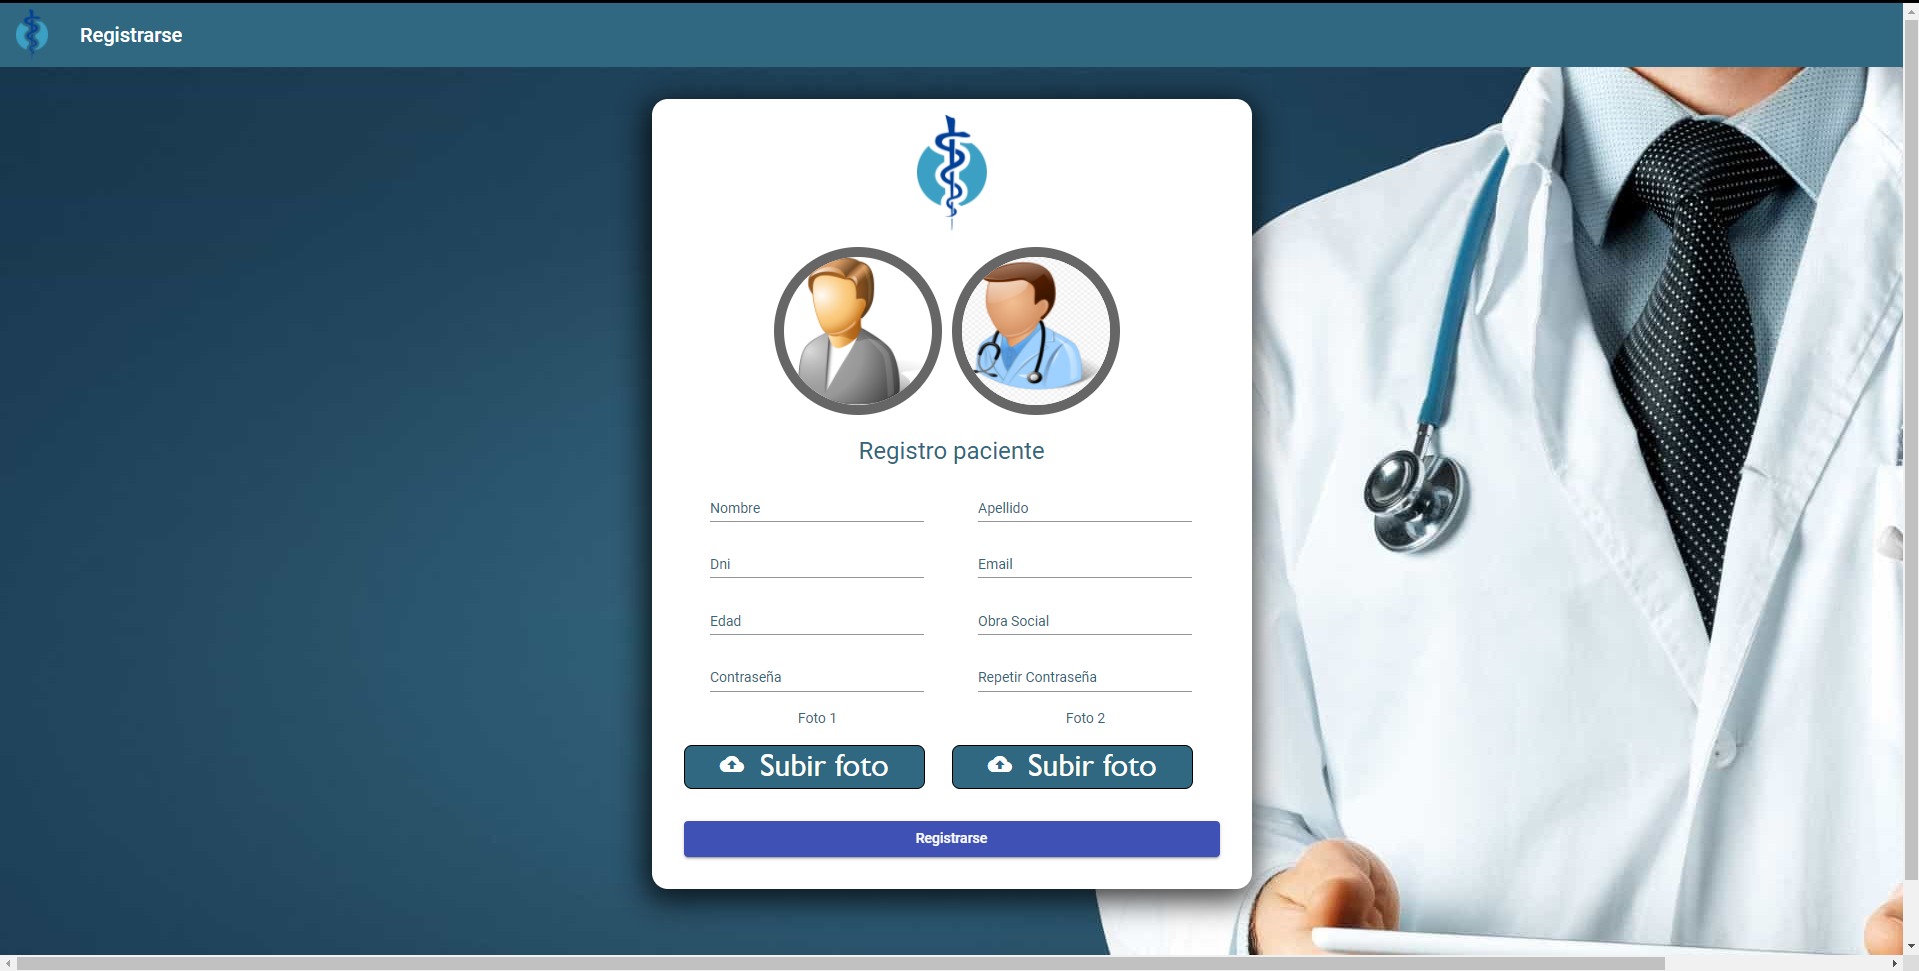 Registrarse
Registro paciente
Nombre
Apellido
Dni
Email
Edad
Obra Social
Contraseña
Repetir Contraseña
Foto 1
Foto 2
Subir foto
Subir foto
Registrarse